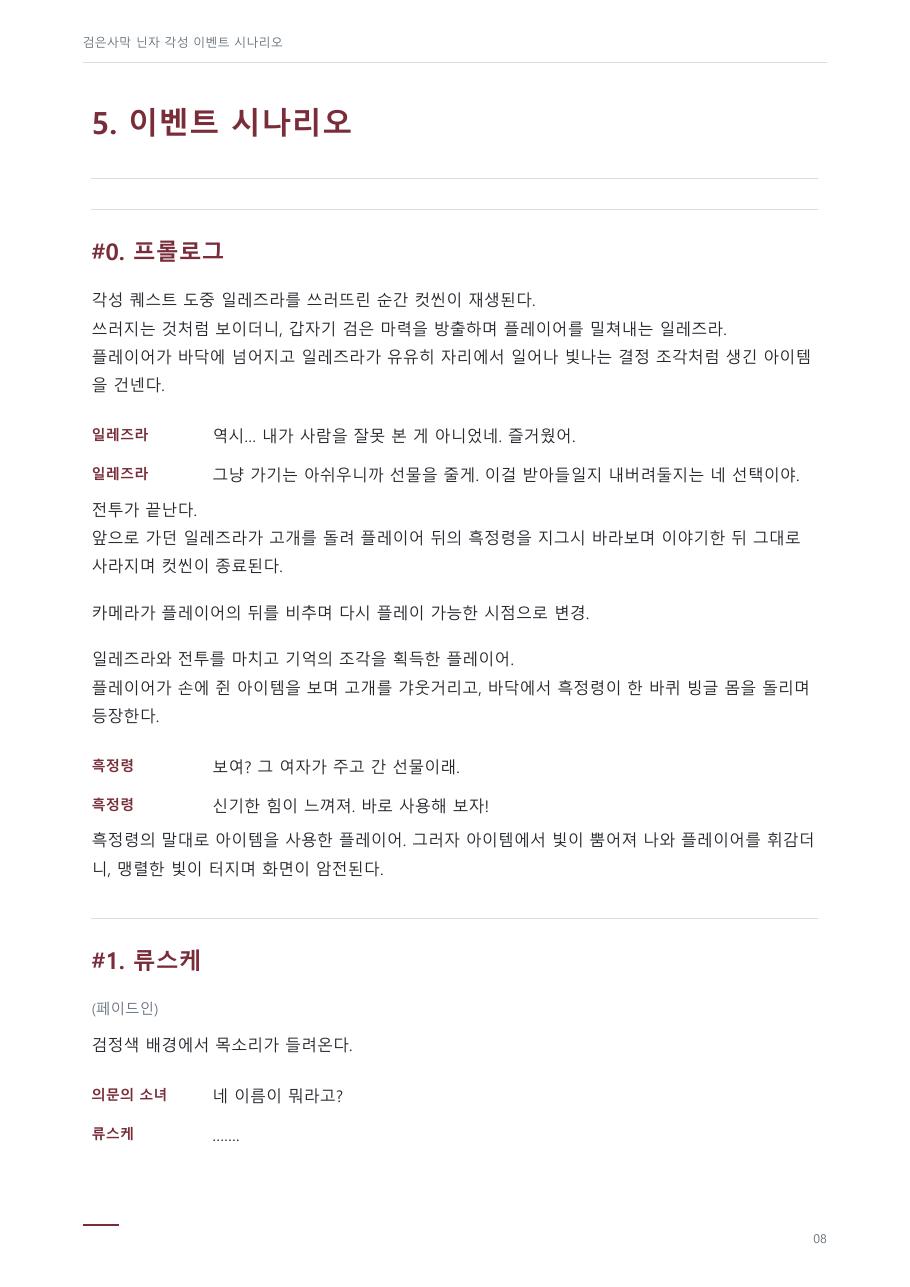 검은사막 닌자 각성 이벤트 시나리오
5. 이벤트 시나리오
#0. 프롤로그
각성 퀘스트 도중 일레즈라를 쓰러뜨린 순간 컷씬이 재생된다.
쓰러지는 것처럼 보이더니, 갑자기 검은 마력을 방출하며 플레이어를 밀쳐내는 일레즈라.
플레이어가 바닥에 넘어지고 일레즈라가 유유히 자리에서 일어나 빛나는 결정 조각처럼 생긴 아이템
을 건넨다.
일레즈라 역시... 내가 사람을 잘못 본 게 아니었네. 즐거웠어.
일레즈라 그냥 가기는 아쉬우니까 선물을 줄게. 이걸 받아들일지 내버려둘지는 네 선택이야.
전투가 끝난다.
앞으로 가던 일레즈라가 고개를 돌려 플레이어 뒤의 흑정령을 지그시 바라보며 이야기한 뒤 그대로
사라지며 컷씬이 종료된다.
카메라가 플레이어의 뒤를 비추며 다시 플레이 가능한 시점으로 변경.
일레즈라와 전투를 마치고 기억의 조각을 획득한 플레이어.
플레이어가 손에 쥔 아이템을 보며 고개를 갸웃거리고, 바닥에서 흑정령이 한 바퀴 빙글 몸을 돌리며
등장한다.
흑정령 보여? 그 여자가 주고 간 선물이래.
흑정령 신기한 힘이 느껴져. 바로 사용해 보자!
흑정령의 말대로 아이템을 사용한 플레이어. 그러자 아이템에서 빛이 뿜어져 나와 플레이어를 휘감더
니, 맹렬한 빛이 터지며 화면이 암전된다.
#1. 류스케
(페이드인)
검정색 배경에서 목소리가 들려온다.
의문의 소녀 네 이름이 뭐라고?
류스케 .......
08